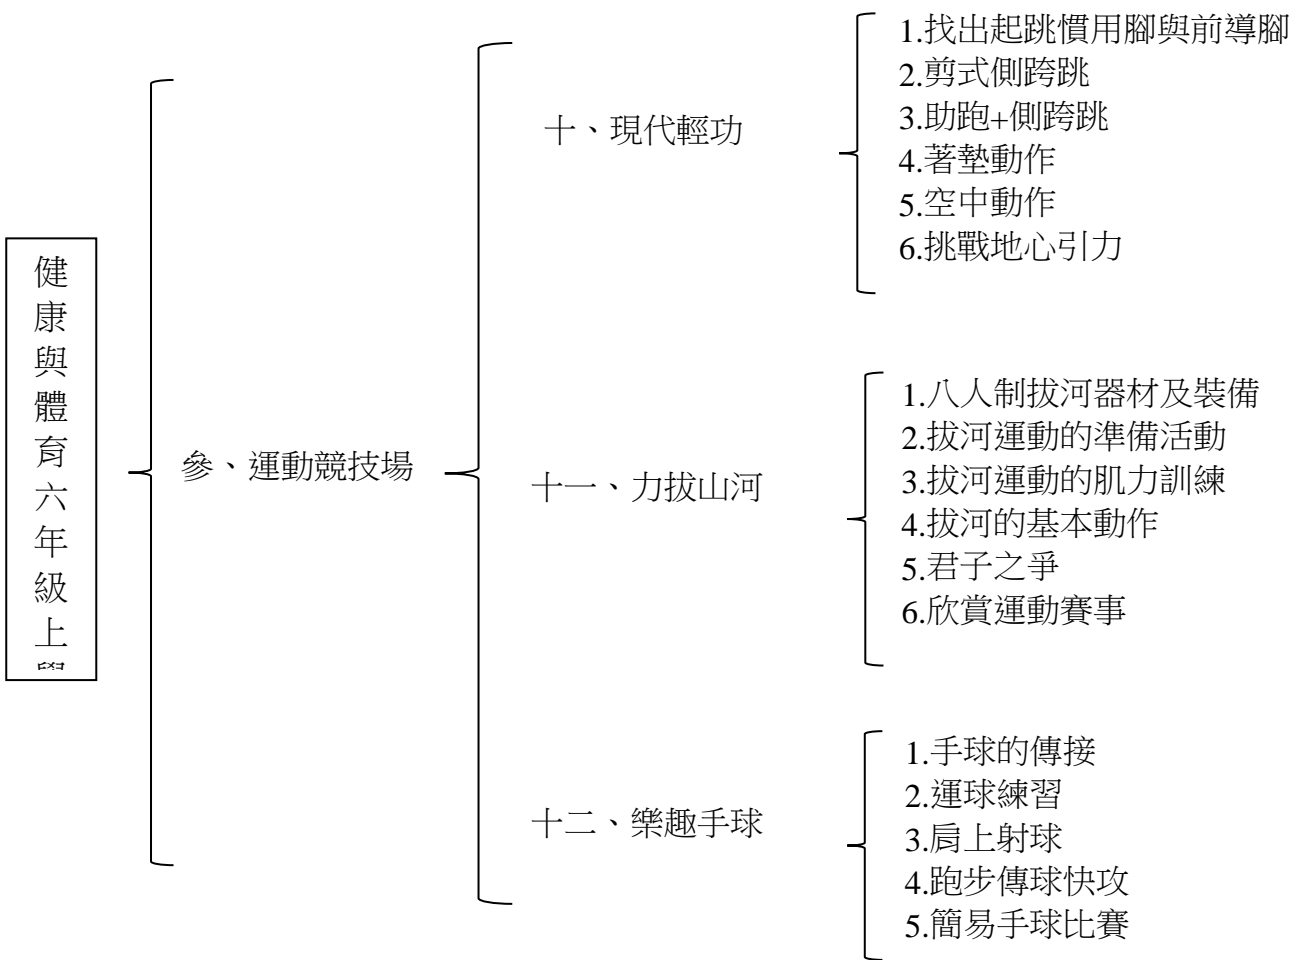 健康與體育六年級上
參、運動競技場
十、現代輕功
1.找出起跳慣用腳與前導腳
2.剪式側跨跳
3.助跑+側跨跳
4.著墊動作
5.空中動作
6.挑戰地心引力
十一、力拔山河
1.八人制拔河器材及裝備
2.拔河運動的準備活動
3.拔河運動的肌力訓練
4.拔河的基本動作
5.君子之爭
6.欣賞運動賽事
十二、樂趣手球
1.手球的傳接
2.運球練習
3.肩上射球
4.跑步傳球快攻
5.簡易手球比賽